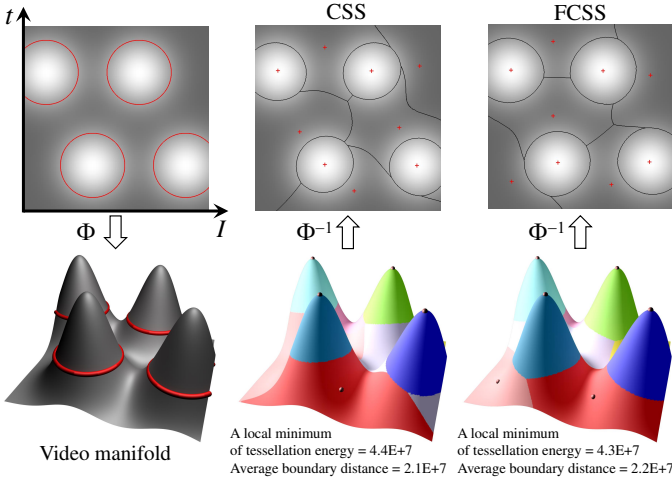 t
CSS
FCSS
Φ
I
Φ⁻¹
Φ⁻¹
Video manifold
A local minimum
of tessellation energy = 4.4E+7
Average boundary distance = 2.1E+7
A local minimum
of tessellation energy = 4.3E+7
Average boundary distance = 2.2E+7